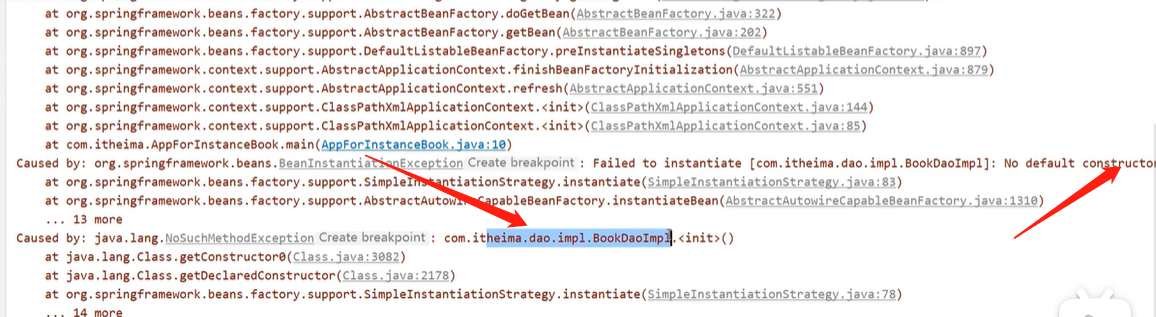 at org.springframework.beans.factory.support.AbstractBeanFactory.doGetBean(AbstractBeanFactory.java:322)
at org.springframework.beans.factory.support.AbstractBeanFactory.getBean(AbstractBeanFactory.java:202)
at org.springframework.beans.factory.support.DefaultListableBeanFactory.preInstantiateSingletons(DefaultListableBeanFactory.java:897)
at org.springframework.context.support.AbstractApplicationContext.finishBeanFactoryInitialization(AbstractApplicationContext.java:879)
at org.springframework.context.support.AbstractApplicationContext.refresh(AbstractApplicationContext.java:551)
at org.springframework.context.support.ClassPathXmlApplicationContext.<init>(ClassPathXmlApplicationContext.java:144)
at org.springframework.context.support.ClassPathXmlApplicationContext.<init>(ClassPathXmlApplicationContext.java:85)
at com.itheima.AppForInstanceBook.main(AppForInstanceBook.java:10)
Caused by: org.springframework.beans.BeanInstantiationException Create breakpoint : Failed to instantiate [com.itheima.dao.impl.BookDaoImpl]: No default constructor
at org.springframework.beans.factory.support.SimpleInstantiationStrategy.instantiate(SimpleInstantiationStrategy.java:83)
at org.springframework.beans.factory.support.AbstractAutowireCapableBeanFactory.instantiateBean(AbstractAutowireCapableBeanFactory.java:1310)
... 13 more
Caused by: java.lang.NoSuchMethodException Create breakpoint : com.itheima.dao.impl.BookDaoImpl.<init>()
at java.lang.Class.getConstructor0(Class.java:3082)
at java.lang.Class.getDeclaredConstructor(Class.java:2178)
at org.springframework.beans.factory.support.SimpleInstantiationStrategy.instantiate(SimpleInstantiationStrategy.java:78)
... 14 more